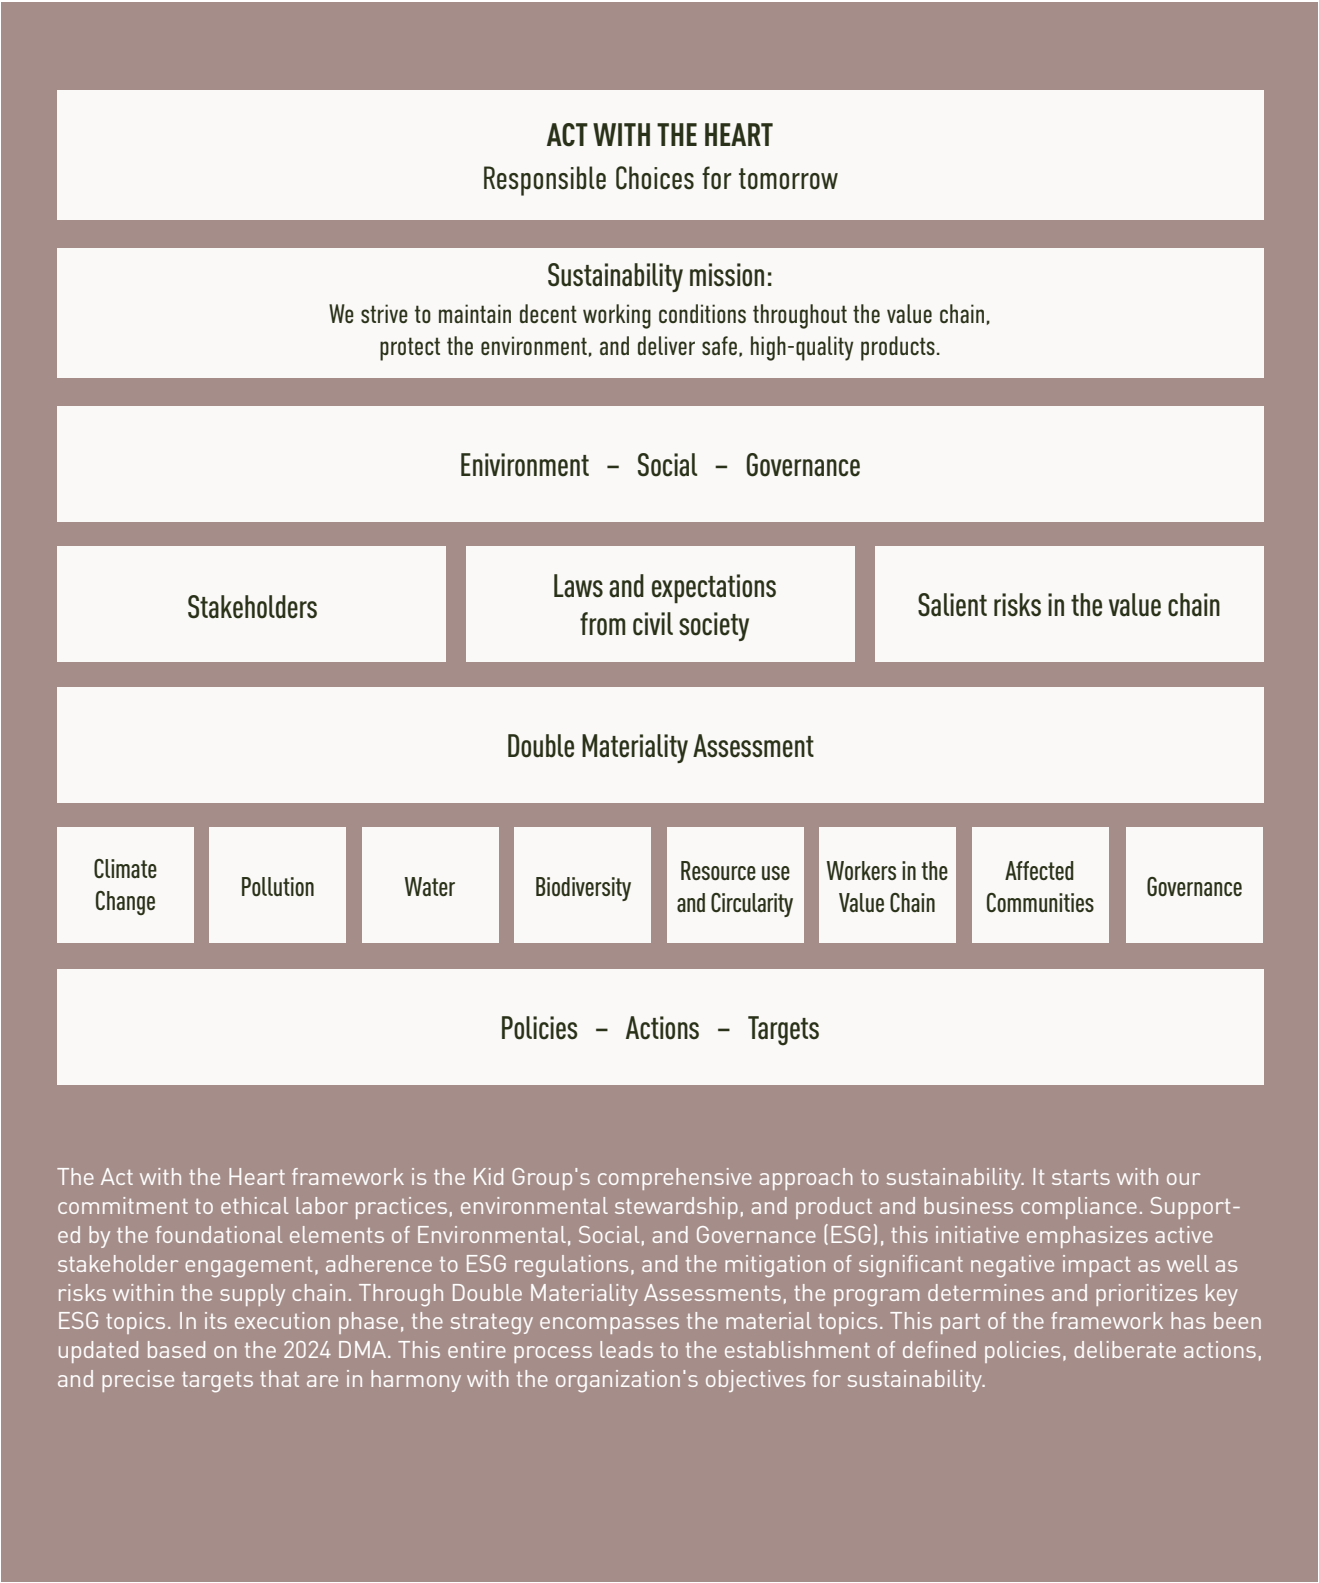 ACT WITH THE HEART
Responsible Choices for tomorrow
Sustainability mission:
We strive to maintain decent working conditions throughout the value chain,
protect the environment, and deliver safe, high-quality products.
Enivironment – Social – Governance
Stakeholders
Laws and expectations
from civil society
Salient risks in the value chain
Double Materiality Assessment
Climate
Change
Pollution
Water
Biodiversity
Resource use
and Circularity
Workers in the
Value Chain
Affected
Communities
Governance
Policies – Actions – Targets
The Act with the Heart framework is the Kid Group's comprehensive approach to sustainability. It starts with our
commitment to ethical labor practices, environmental stewardship, and product and business compliance. Support-
ed by the foundational elements of Environmental, Social, and Governance (ESG), this initiative emphasizes active
stakeholder engagement, adherence to ESG regulations, and the mitigation of significant negative impact as well as
risks within the supply chain. Through Double Materiality Assessments, the program determines and prioritizes key
ESG topics. In its execution phase, the strategy encompasses the material topics. This part of the framework has been
updated based on the 2024 DMA. This entire process leads to the establishment of defined policies, deliberate actions,
and precise targets that are in harmony with the organization's objectives for sustainability.